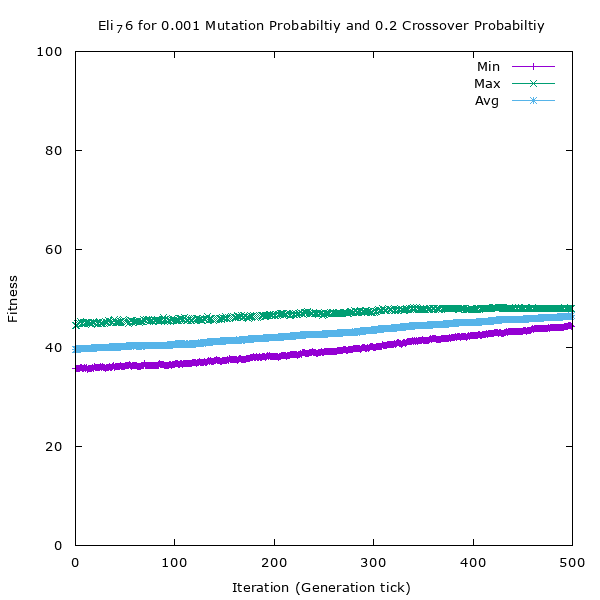 Eli₇6 for 0.001 Mutation Probabiltiy and 0.2 Crossover Probabiltiy
100
80
60
40
20
0
Fitness
Min
Max
Avg
0 100 200 300 400 500
Iteration (Generation tick)